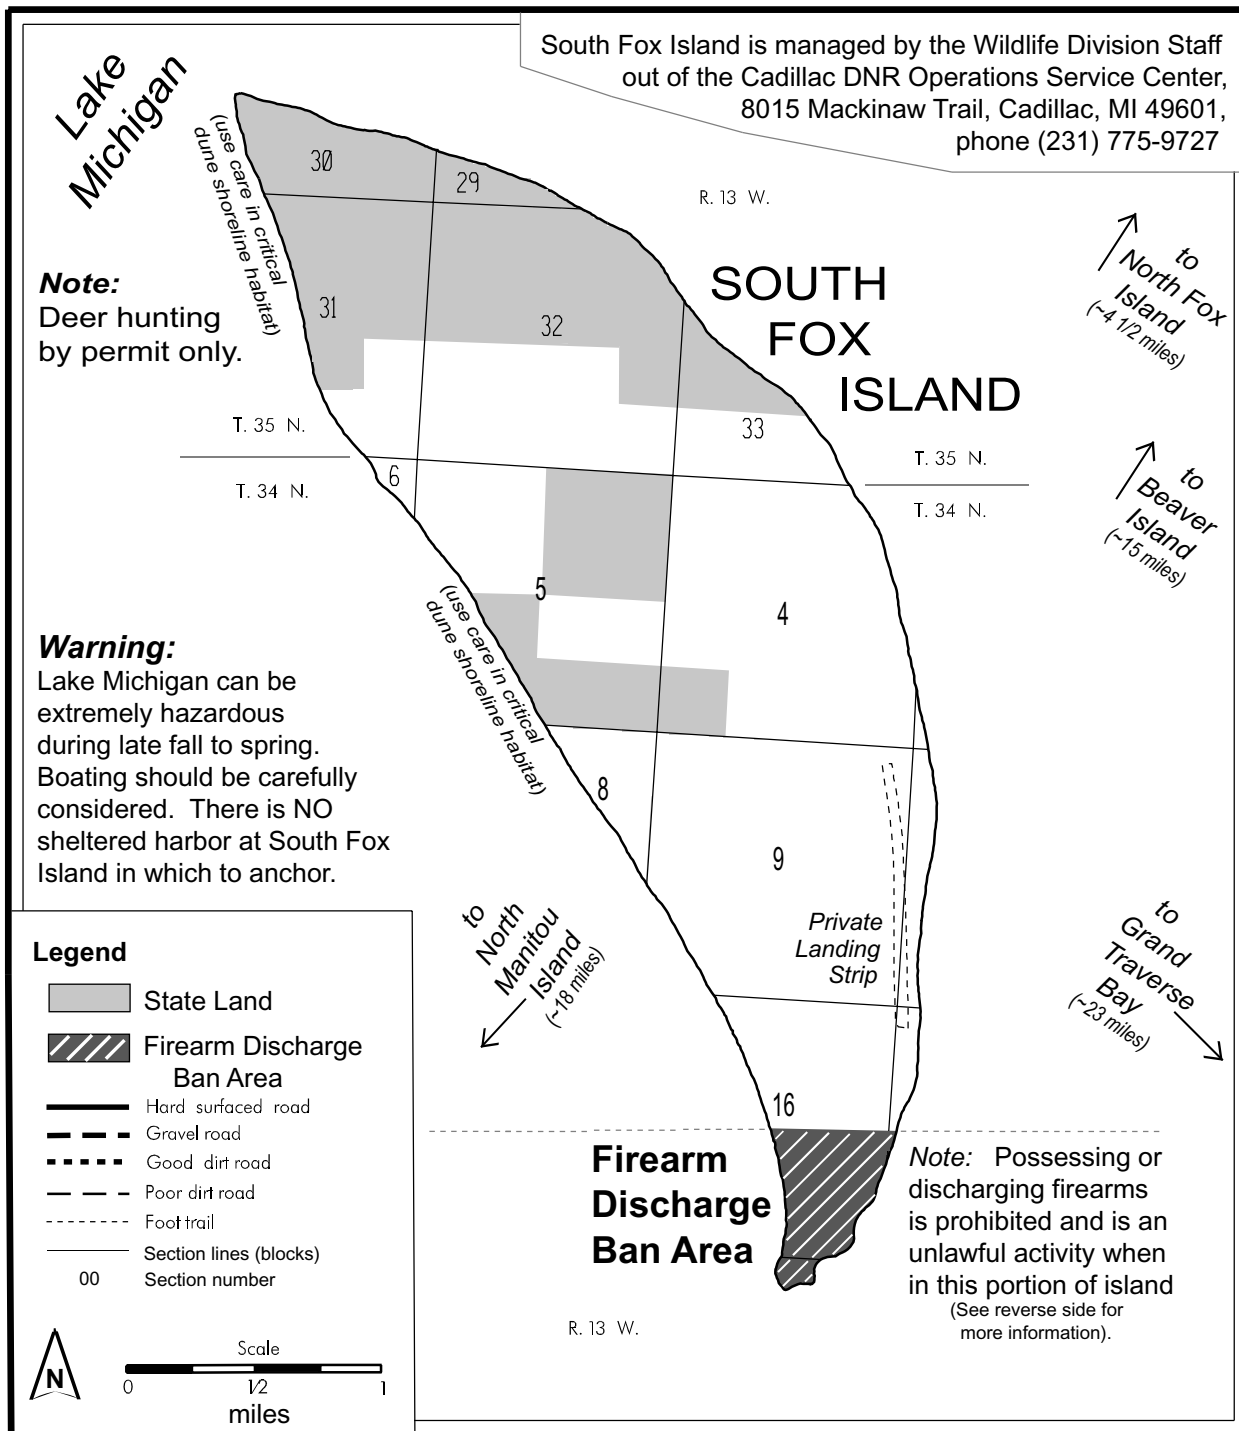 South Fox Island is managed by the Wildlife Division Staff
out of the Cadillac DNR Operations Service Center,
8015 Mackinaw Trail, Cadillac, MI 49601,
phone (231) 775-9727
Lake
Michigan
(use care in critical
dune shoreline habitat)
30
29
R. 13 W.
to
North Fox
Island
(~4 1/2 miles)
Note:
Deer hunting
by permit only.
31
32
SOUTH
FOX
ISLAND
33
T. 35 N.
T. 34 N.
6
T. 35 N.
T. 34 N.
to
Beaver
Island
(~15 miles)
5
4
(use care in critical
dune shoreline habitat)
Warning:
Lake Michigan can be
extremely hazardous
during late fall to spring.
Boating should be carefully
considered. There is NO
sheltered harbor at South Fox
Island in which to anchor.
8
9
Private
Landing
Strip
to
North
Manitou
Island
(~18 miles)
to
Grand
Traverse
Bay
(~23 miles)
16
Firearm
Discharge
Ban Area
Note: Possessing or
discharging firearms
is prohibited and is an
unlawful activity when
in this portion of island
(See reverse side for
more information).
R. 13 W.
Legend
State Land
Firearm Discharge
Ban Area
Hard surfaced road
Gravel road
Good dirt road
Poor dirt road
Foot trail
Section lines (blocks)
00 Section number
N
Scale
0 1/2 1
miles